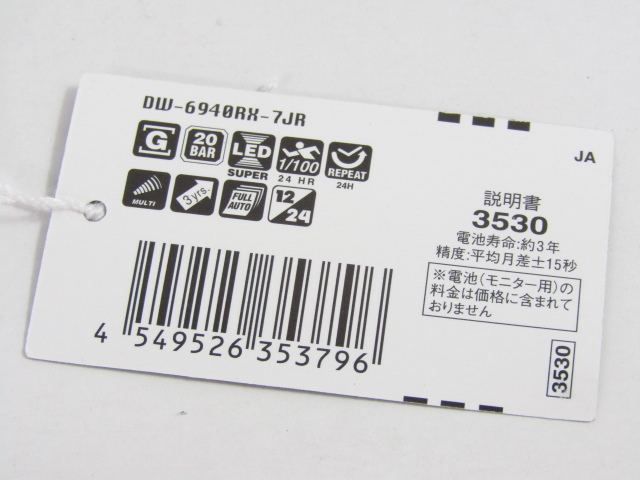 DW-6940RX-7JR
JA
G
20
BAR
LED
SUPER
1/100
24 HR
REPEAT
24H
MULTI
3yrs.
FULL
AUTO
12/24
説明書
3530
電池寿命:約3年
精度:平均月差±15秒
※電池(モニター用)の
料金は価格に含まれて
おりません
4 549526 353796
3530